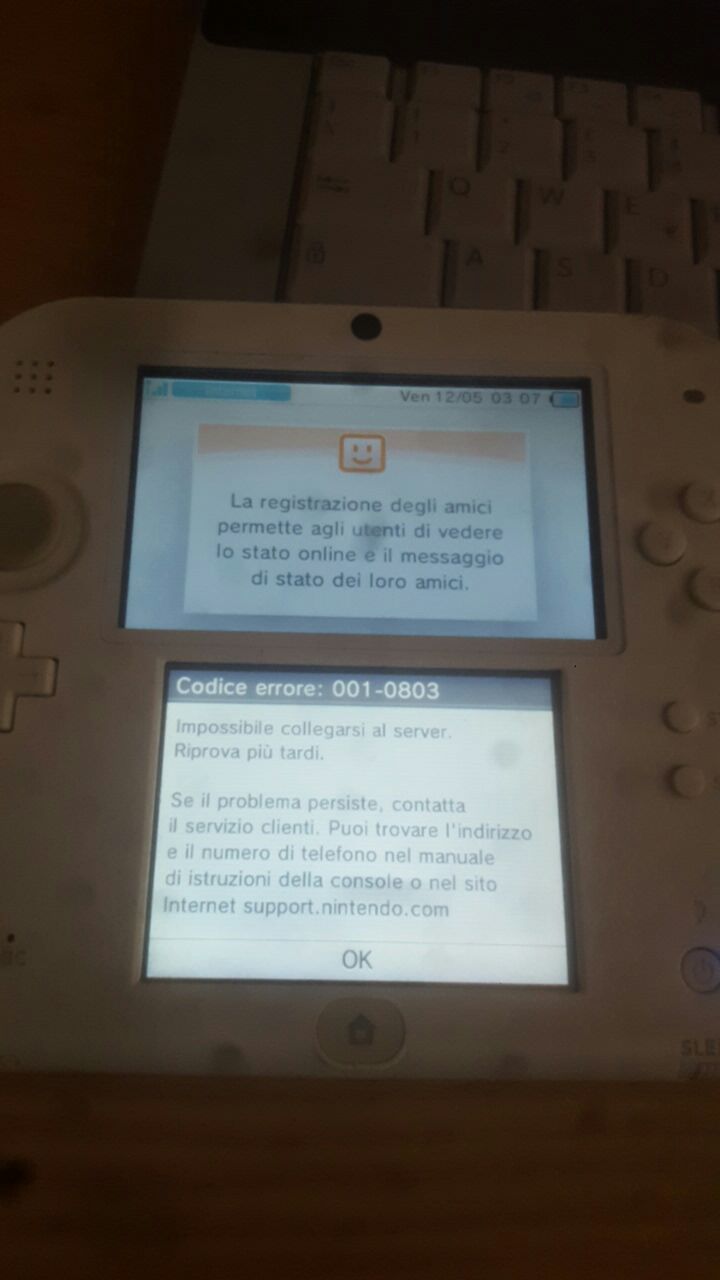 Q
W
E
A
S
D
2
3
Ven 12/05 03 07
La registrazione degli amici
permette agli utenti di vedere
lo stato online e il messaggio
di stato dei loro amici.
Codice errore: 001-0803
Impossibile collegarsi al server.
Riprova più tardi.
Se il problema persiste, contatta
il servizio clienti. Puoi trovare l'indirizzo
e il numero di telefono nel manuale
di istruzioni della console o nel sito
Internet support.nintendo.com
OK